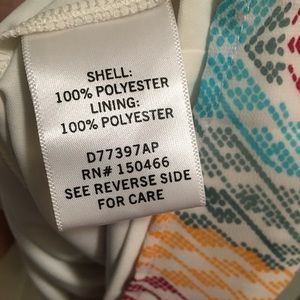 SHELL:
100% POLYESTER
LINING:
100% POLYESTER
D77397AP
RN# 150466
SEE REVERSE SIDE
FOR CARE